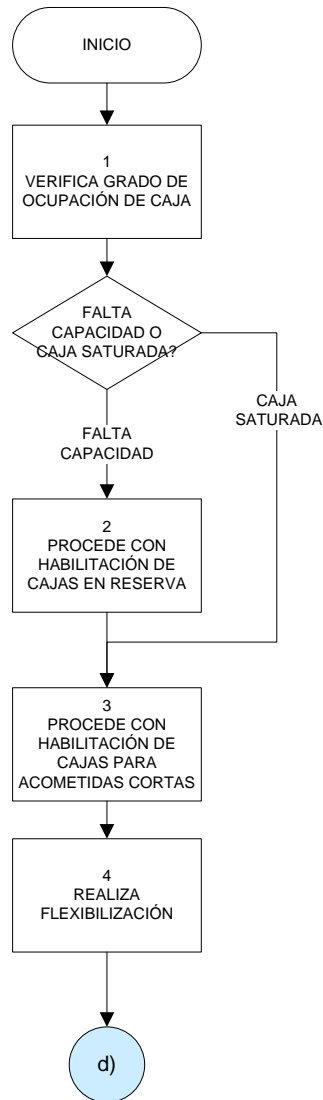 INICIO
1
VERIFICA GRADO DE
OCUPACIÓN DE CAJA
FALTA
CAPACIDAD O
CAJA SATURADA?
CAJA
SATURADA
FALTA
CAPACIDAD
2
PROCEDE CON
HABILITACIÓN DE
CAJAS EN RESERVA
3
PROCEDE CON
HABILITACIÓN DE
CAJAS PARA
ACOMETIDAS CORTAS
4
REALIZA
FLEXIBILIZACIÓN
d)